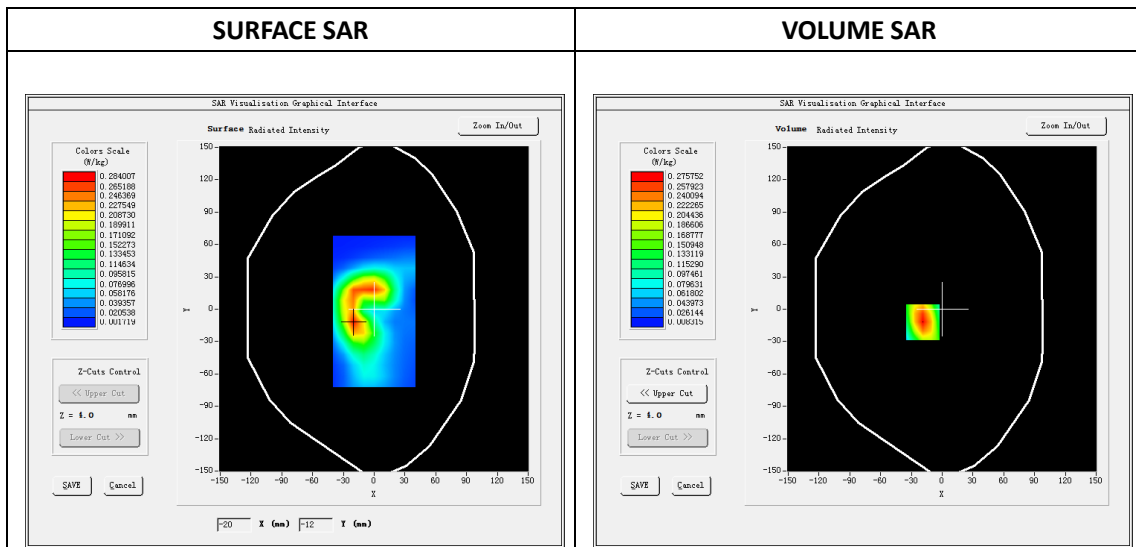 SURFACE SAR
VOLUME SAR
SAR Visualisation Graphical Interface
Surface Radiated Intensity
Zoom In/Out
Colors Scale
(W/kg)
0.284007
0.265188
0.246369
0.227549
0.208730
0.189911
0.171092
0.152273
0.133453
0.114634
0.095815
0.076996
0.058176
0.039357
0.020538
0.001719
Z-Cuts Control
<< Upper Cut
Z = 4.0 mm
Lower Cut >>
SAVE
Cancel
150
120
90
60
30
0
-30
-60
-90
-120
-150
Y
-150 -120 -90 -60 -30 0 30 60 90 120 150
X
-20 X (mm) -12 Y (mm)
SAR Visualisation Graphical Interface
Volume Radiated Intensity
Zoom In/Out
Colors Scale
(W/kg)
0.275752
0.257923
0.240094
0.222265
0.204436
0.186606
0.168777
0.150948
0.133119
0.115290
0.097461
0.079631
0.061802
0.043973
0.026144
0.008315
Z-Cuts Control
<< Upper Cut
Z = 4.0 mm
Lower Cut >>
SAVE
Cancel
150
120
90
60
30
0
-30
-60
-90
-120
-150
Y
-150 -120 -90 -60 -30 0 30 60 90 120 150
X